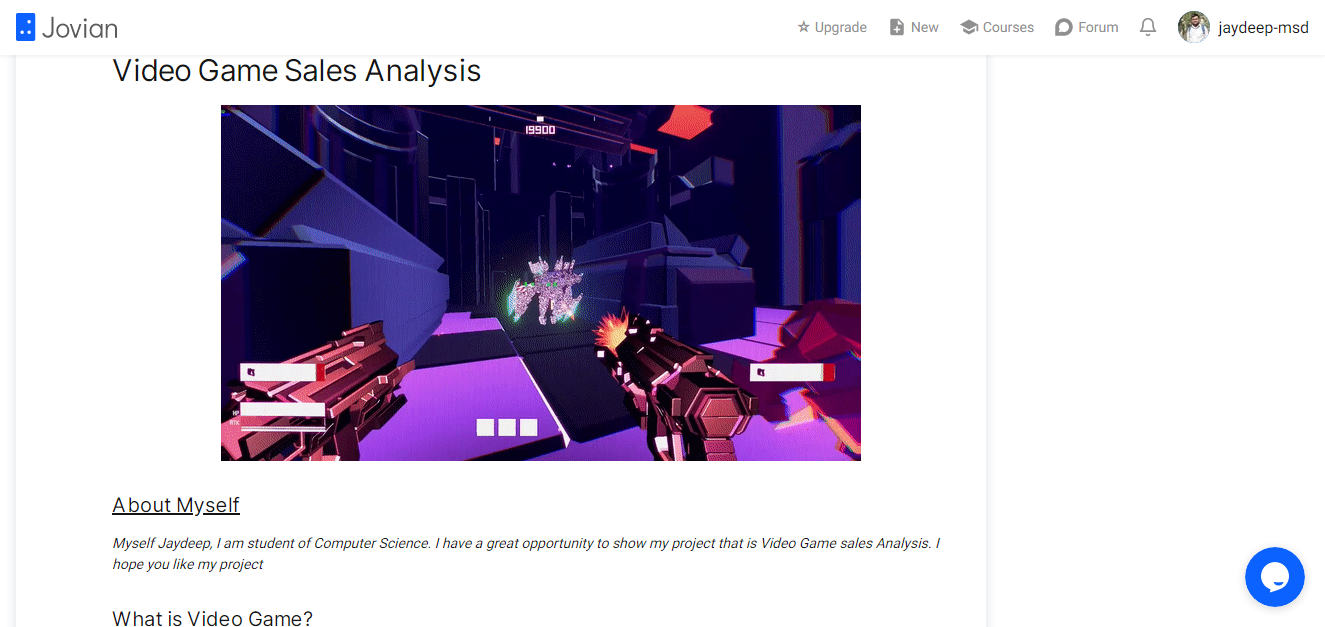 Jovian
Upgrade
New
Courses
Forum
jaydeep-msd
Video Game Sales Analysis
19900
HP
About Myself
Myself Jaydeep, I am student of Computer Science. I have a great opportunity to show my project that is Video Game sales Analysis. I
hope you like my project
What is Video Game?